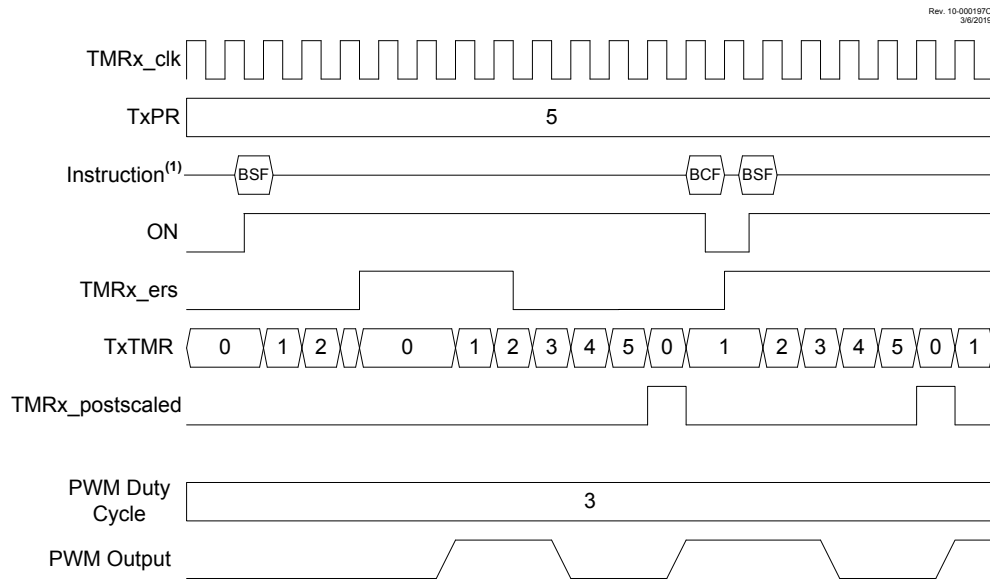 Rev. 10-000197C
3/6/2019
TMRx_clk
TxPR 5
Instruction(1) BSF BCF BSF
ON
TMRx_ers
TxTMR 0 1 2 0 1 2 3 4 5 0 1 2 3 4 5 0 1
TMRx_postscaled
PWM Duty
Cycle 3
PWM Output